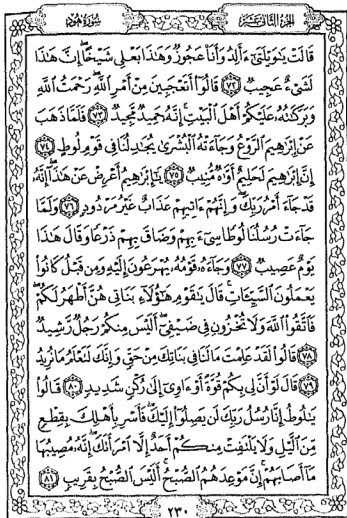 الجزء الثاني عشر
سورة هود
قَالَتْ يَٰوَيْلَتَىٰٓ ءَأَلِدُ وَأَنَا۠ عَجُوزٌ وَهَٰذَا بَعْلِى شَيْخًا إِنَّ هَٰذَا
لَشَىْءٌ عَجِيبٌ ٧٢ قَالُوٓا۟ أَتَعْجَبِينَ مِنْ أَمْرِ ٱللَّهِ رَحْمَتُ ٱللَّهِ
وَبَرَكَٰتُهُۥ عَلَيْكُمْ أَهْلَ ٱلْبَيْتِ إِنَّهُۥ حَمِيدٌ مَّجِيدٌ ٧٣ فَلَمَّا ذَهَبَ
عَنْ إِبْرَٰهِيمَ ٱلرَّوْعُ وَجَآءَتْهُ ٱلْبُشْرَىٰ يُجَٰدِلُنَا فِى قَوْمِ لُوطٍ ٧٤
إِنَّ إِبْرَٰهِيمَ لَحَلِيمٌ أَوَّٰهٌ مُّنِيبٌ ٧٥ يَٰٓإِبْرَٰهِيمُ أَعْرِضْ عَنْ هَٰذَآ إِنَّهُۥ
قَدْ جَآءَ أَمْرُ رَبِّكَ وَإِنَّهُمْ ءَاتِيهِمْ عَذَابٌ غَيْرُ مَرْدُودٍ ٧٦ وَلَمَّا
جَآءَتْ رُسُلُنَا لُوطًا سِىٓءَ بِهِمْ وَضَاقَ بِهِمْ ذَرْعًا وَقَالَ هَٰذَا
يَوْمٌ عَصِيبٌ ٧٧ وَجَآءَهُۥ قَوْمُهُۥ يُهْرَعُونَ إِلَيْهِ وَمِن قَبْلُ كَانُوا۟
يَعْمَلُونَ ٱلسَّيِّـَٔاتِ قَالَ يَٰقَوْمِ هَٰٓؤُلَآءِ بَنَاتِى هُنَّ أَطْهَرُ لَكُمْ
فَٱتَّقُوا۟ ٱللَّهَ وَلَا تُخْزُونِ فِى ضَيْفِىٓ أَلَيْسَ مِنكُمْ رَجُلٌ رَّشِيدٌ
٧٨ قَالُوا۟ لَقَدْ عَلِمْتَ مَا لَنَا فِى بَنَاتِكَ مِنْ حَقٍّ وَإِنَّكَ لَتَعْلَمُ مَا نُرِيدُ
٧٩ قَالَ لَوْ أَنَّ لِى بِكُمْ قُوَّةً أَوْ ءَاوِىٓ إِلَىٰ رُكْنٍ شَدِيدٍ ٨٠ قَالُوا۟
يَٰلُوطُ إِنَّا رُسُلُ رَبِّكَ لَن يَصِلُوٓا۟ إِلَيْكَ فَأَسْرِ بِأَهْلِكَ بِقِطْعٍ
مِّنَ ٱلَّيْلِ وَلَا يَلْتَفِتْ مِنكُمْ أَحَدٌ إِلَّا ٱمْرَأَتَكَ إِنَّهُۥ مُصِيبُهَا
مَآ أَصَابَهُمْ إِنَّ مَوْعِدَهُمُ ٱلصُّبْحُ أَلَيْسَ ٱلصُّبْحُ بِقَرِيبٍ ٨١
٢٣٠